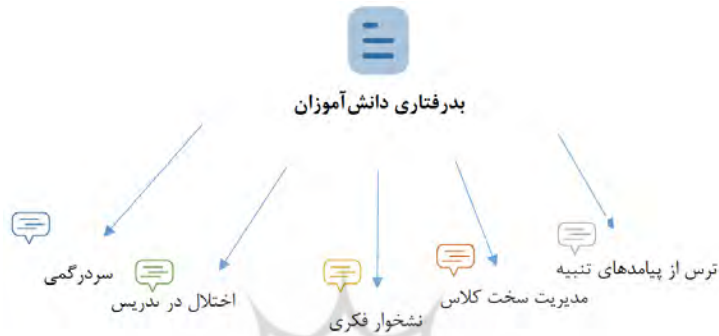 بدرفتاری دانش‌آموزان
ترس از پیامدهای تنبیه
مدیریت سخت کلاس
نشخوار فکری
اختلال در تدریس
سردرگمی